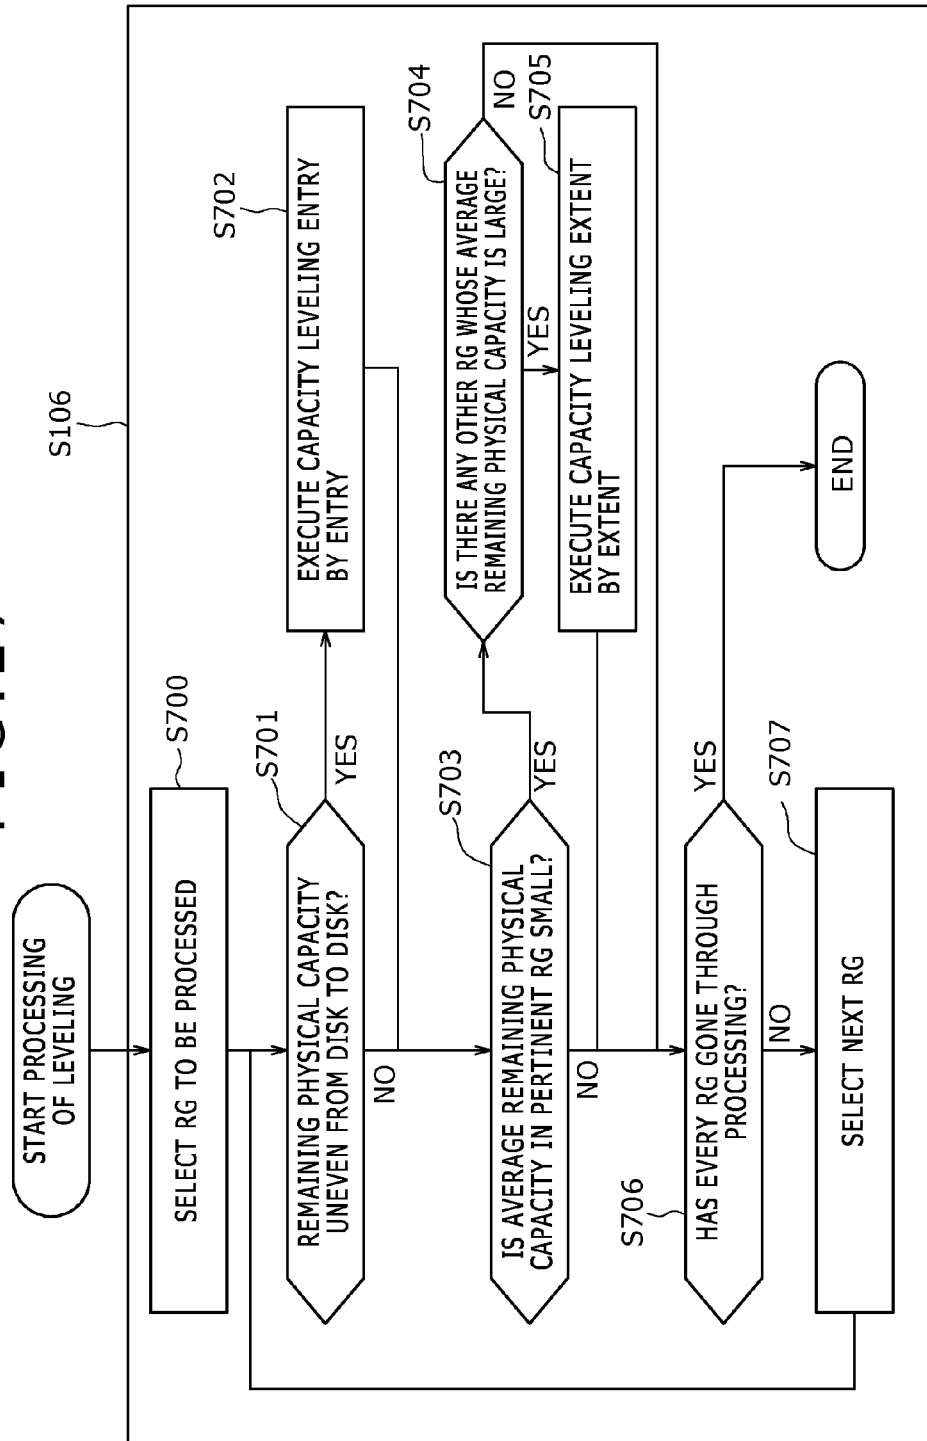 START PROCESSING
OF LEVELING
S106
SELECT RG TO BE PROCESSED
S700
REMAINING PHYSICAL CAPACITY
UNEVEN FROM DISK TO DISK?
S701
YES
NO
EXECUTE CAPACITY LEVELING ENTRY
BY ENTRY
S702
IS AVERAGE REMAINING PHYSICAL
CAPACITY IN PERTINENT RG SMALL?
S703
YES
NO
IS THERE ANY OTHER RG WHOSE AVERAGE
REMAINING PHYSICAL CAPACITY IS LARGE?
S704
NO
YES
EXECUTE CAPACITY LEVELING EXTENT
BY EXTENT
S705
HAS EVERY RG GONE THROUGH
PROCESSING?
S706
YES
NO
SELECT NEXT RG
S707
END